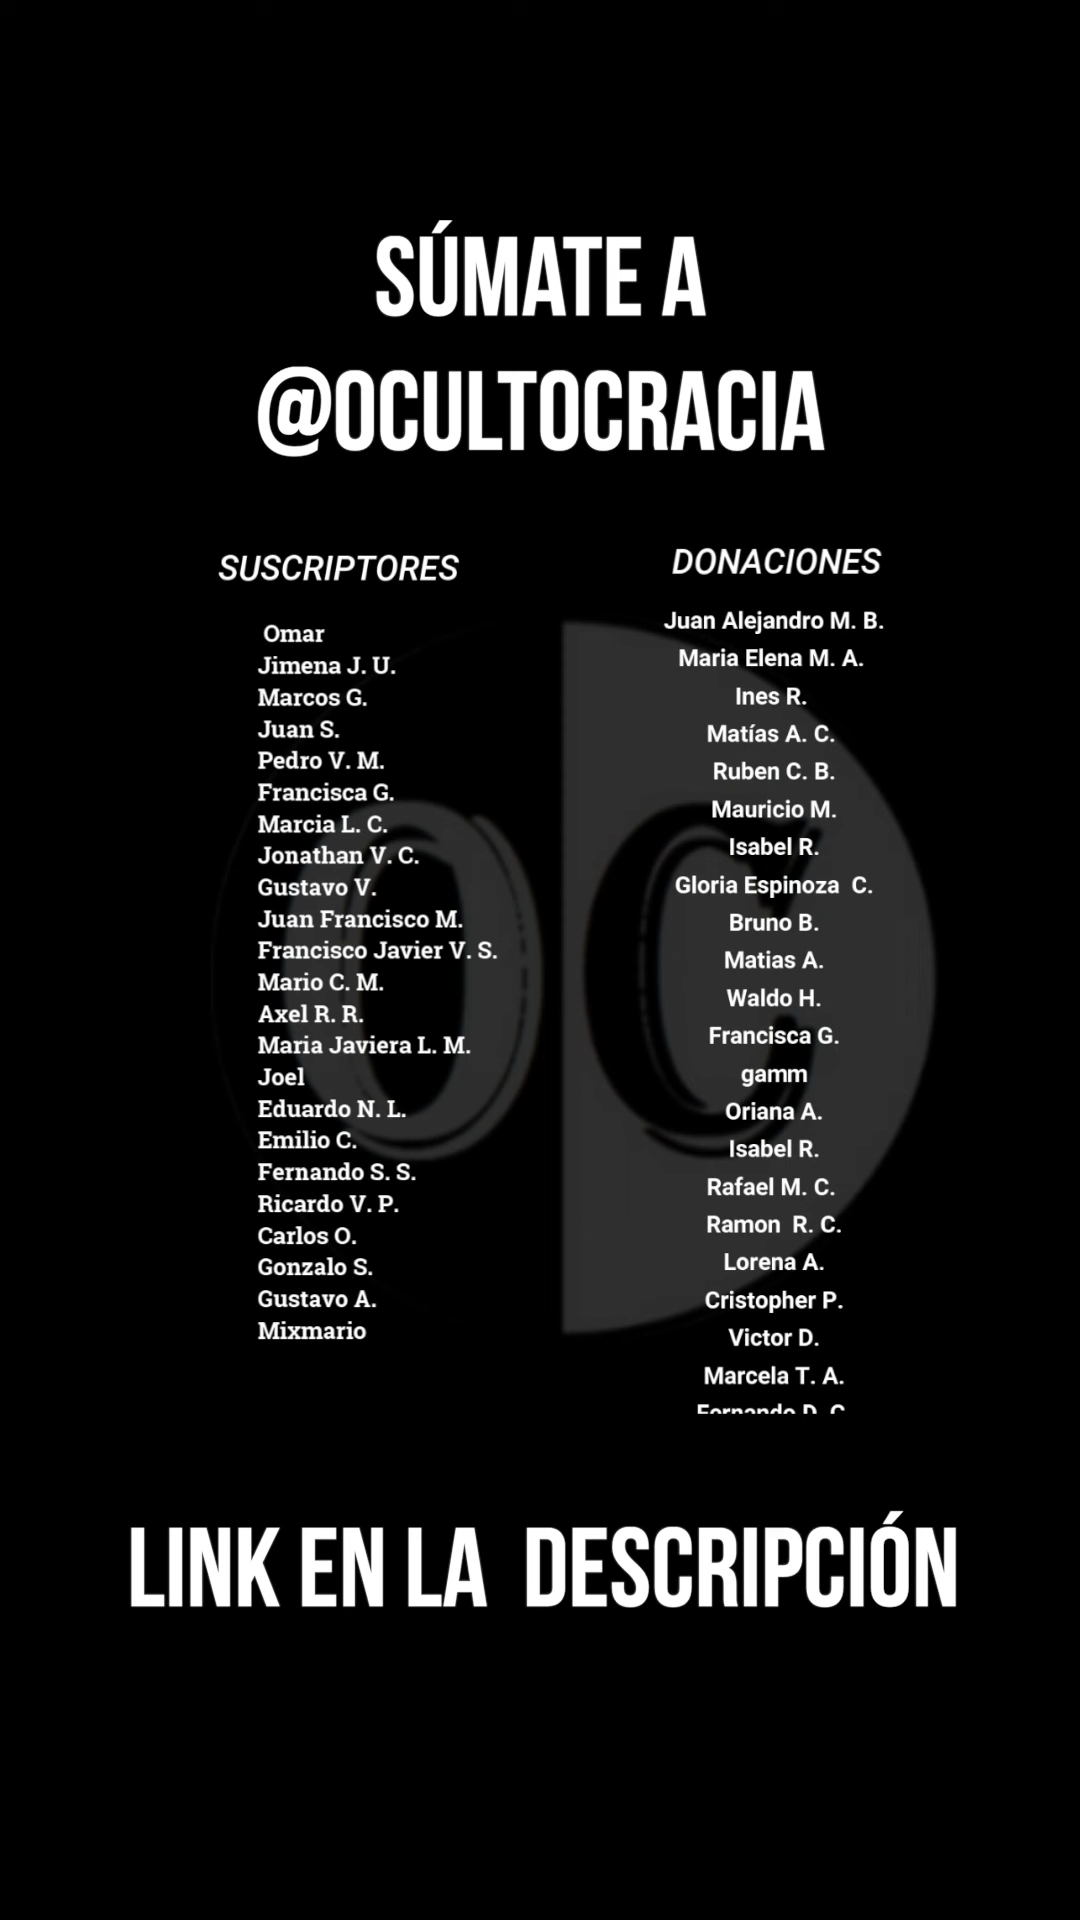 SÚMATE A
@OCULTOCRACIA
SUSCRIPTORES
Omar
Jimena J. U.
Marcos G.
Juan S.
Pedro V. M.
Francisca G.
Marcia L. C.
Jonathan V. C.
Gustavo V.
Juan Francisco M.
Francisco Javier V. S.
Mario C. M.
Axel R. R.
Maria Javiera L. M.
Joel
Eduardo N. L.
Emilio C.
Fernando S. S.
Ricardo V. P.
Carlos O.
Gonzalo S.
Gustavo A.
Mixmario
DONACIONES
Juan Alejandro M. B.
Maria Elena M. A.
Ines R.
Matías A. C.
Ruben C. B.
Mauricio M.
Isabel R.
Gloria Espinoza  C.
Bruno B.
Matias A.
Waldo H.
Francisca G.
gamm
Oriana A.
Isabel R.
Rafael M. C.
Ramon  R. C.
Lorena A.
Cristopher P.
Victor D.
Marcela T. A.
Fernando D. C.
OC
LINK EN LA  DESCRIPCIÓN